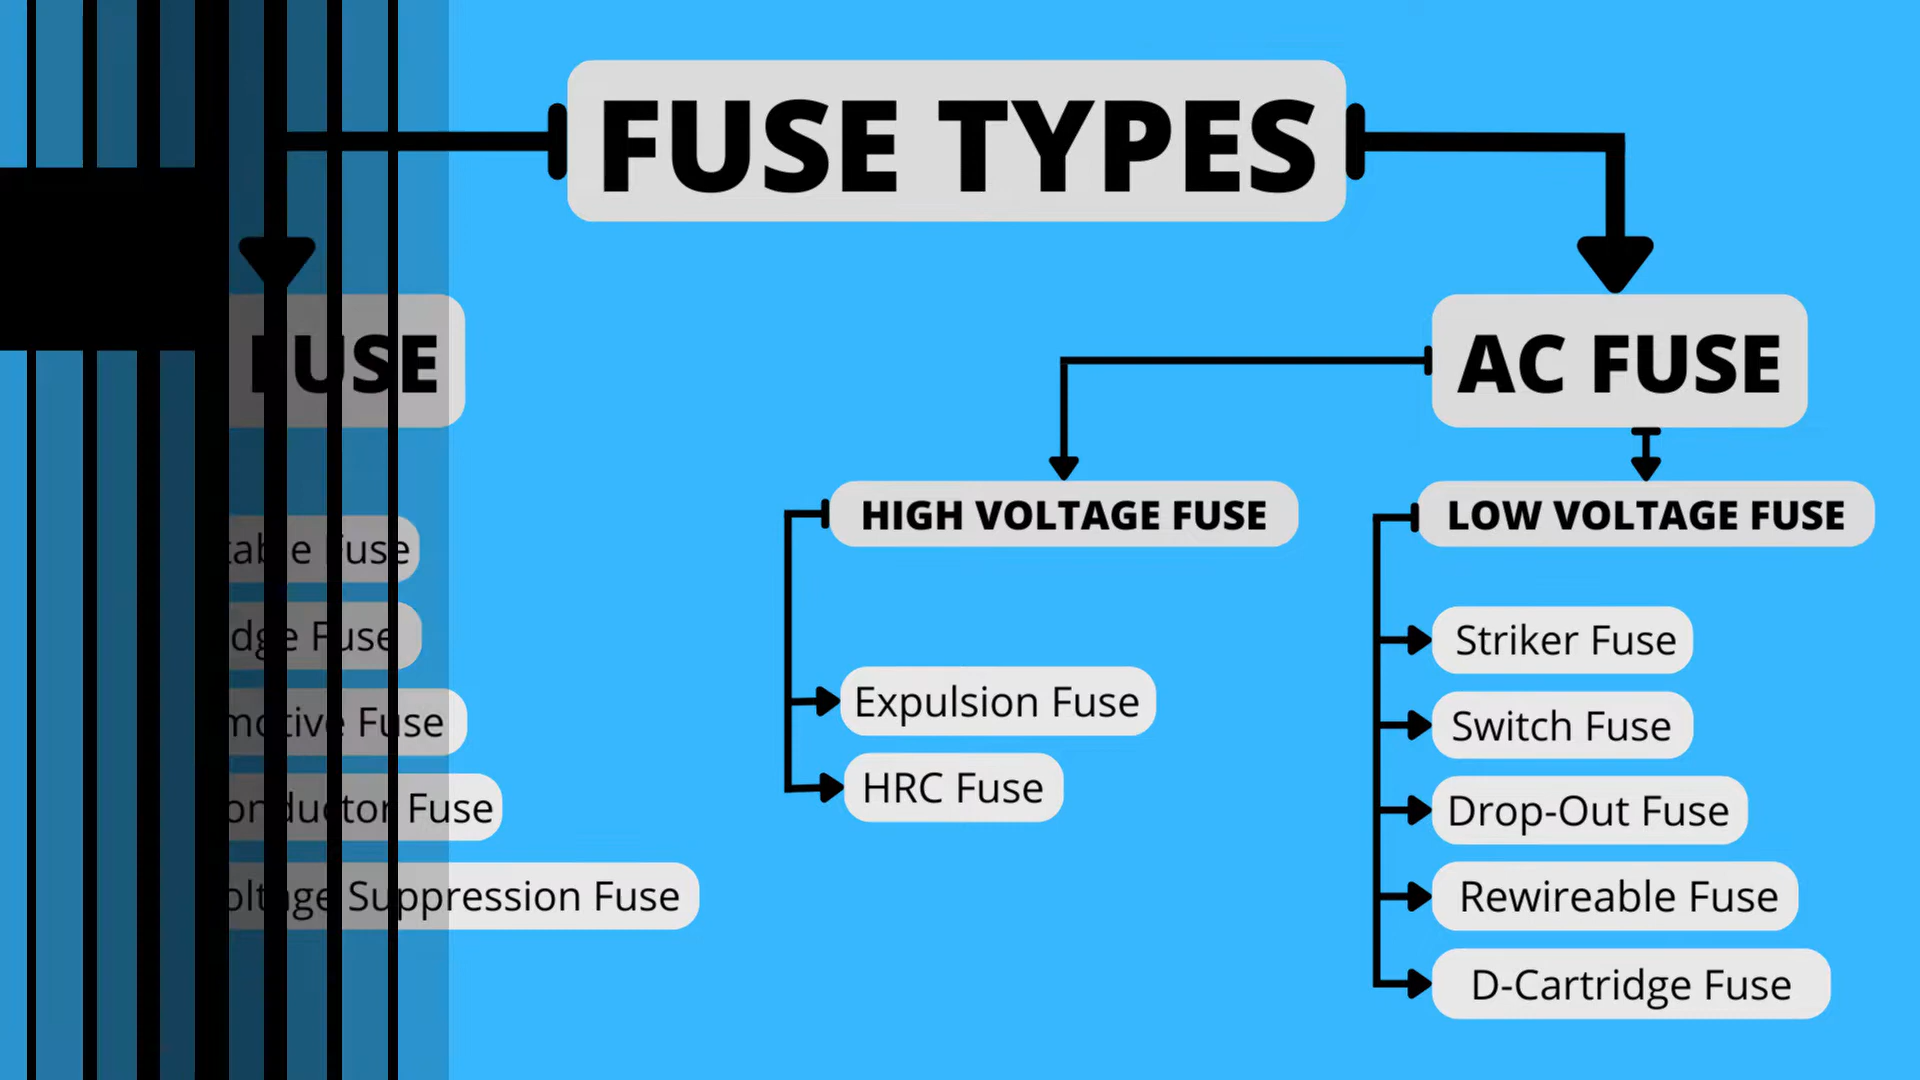 FUSE TYPES
FUSE
AC FUSE
HIGH VOLTAGE FUSE
LOW VOLTAGE FUSE
Fuse
Fuse
Fuse
Fuse
Suppression Fuse
Expulsion Fuse
HRC Fuse
Striker Fuse
Switch Fuse
Drop-Out Fuse
Rewireable Fuse
D-Cartridge Fuse